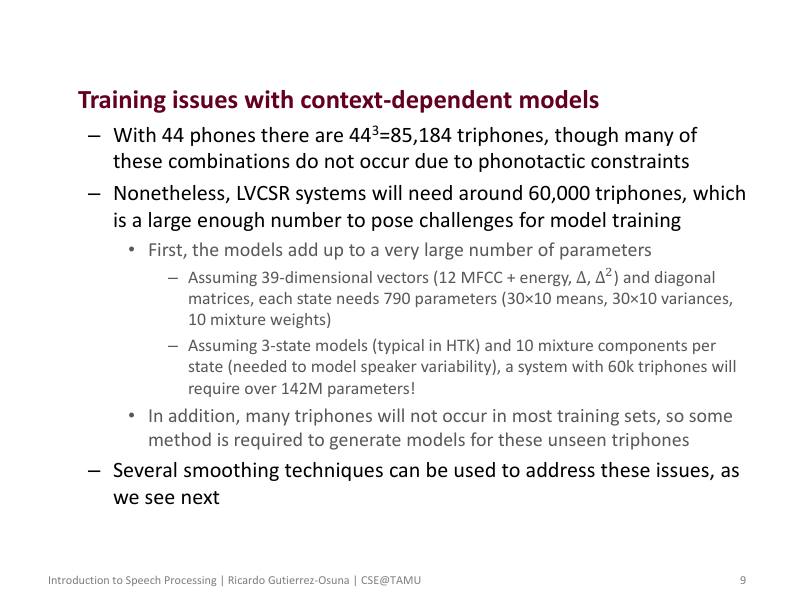 Training issues with context-dependent models
– With 44 phones there are 44³=85,184 triphones, though many of
these combinations do not occur due to phonotactic constraints
– Nonetheless, LVCSR systems will need around 60,000 triphones, which
is a large enough number to pose challenges for model training
• First, the models add up to a very large number of parameters
– Assuming 39-dimensional vectors (12 MFCC + energy, Δ, Δ²) and diagonal
matrices, each state needs 790 parameters (30×10 means, 30×10 variances,
10 mixture weights)
– Assuming 3-state models (typical in HTK) and 10 mixture components per
state (needed to model speaker variability), a system with 60k triphones will
require over 142M parameters!
• In addition, many triphones will not occur in most training sets, so some
method is required to generate models for these unseen triphones
– Several smoothing techniques can be used to address these issues, as
we see next
Introduction to Speech Processing | Ricardo Gutierrez-Osuna | CSE@TAMU
9